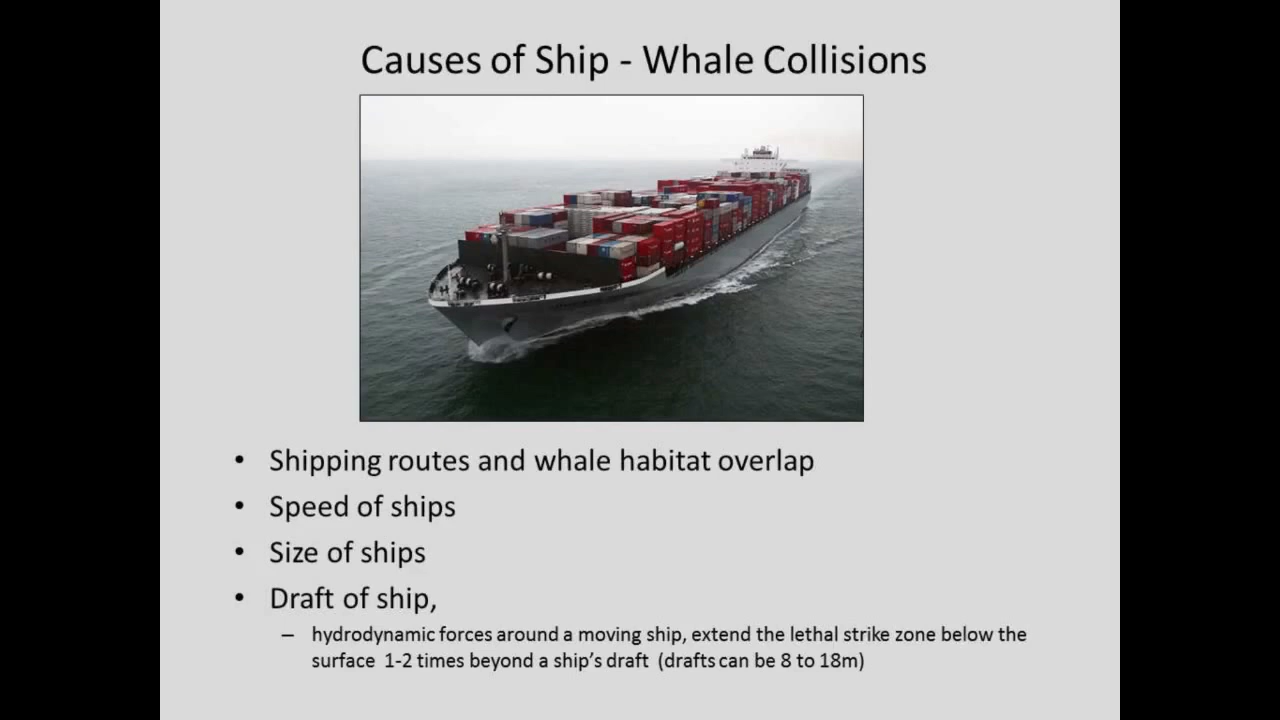 Causes of Ship - Whale Collisions
• Shipping routes and whale habitat overlap
• Speed of ships
• Size of ships
• Draft of ship,
– hydrodynamic forces around a moving ship, extend the lethal strike zone below the
surface 1-2 times beyond a ship's draft (drafts can be 8 to 18m)